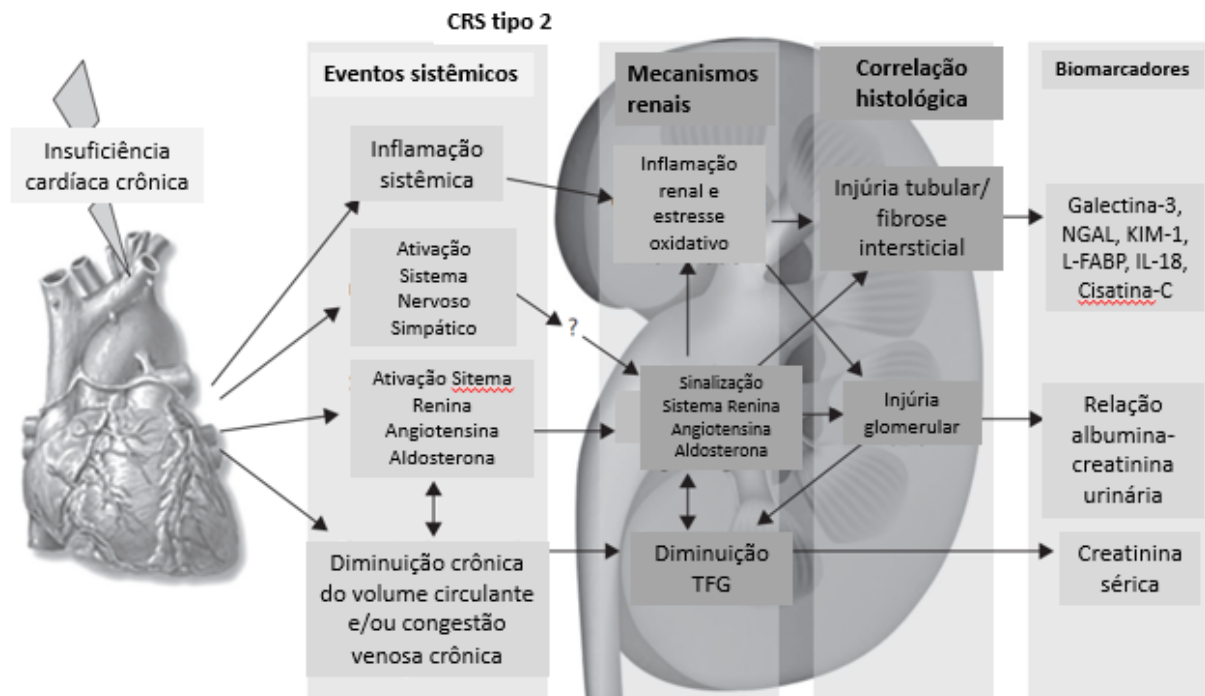 CRS tipo 2
Eventos sistêmicos
Mecanismos
renais
Correlação
histológica
Biomarcadores
Insuficiência
cardíaca crônica
Inflamação
sistêmica
Ativação
Sistema
Nervoso
Simpático
Ativação Sitema
Renina
Angiotensina
Aldosterona
Diminuição crônica
do volume circulante
e/ou congestão
venosa crônica
?
Inflamação
renal e
estresse
oxidativo
Sinalização
Sistema Renina
Angiotensina
Aldosterona
Diminuição
TFG
Injúria tubular/
fibrose
intersticial
Injúria
glomerular
Galectina-3,
NGAL, KIM-1,
L-FABP, IL-18,
Cisatina-C
Relação
albumina-
creatinina
urinária
Creatinina
sérica